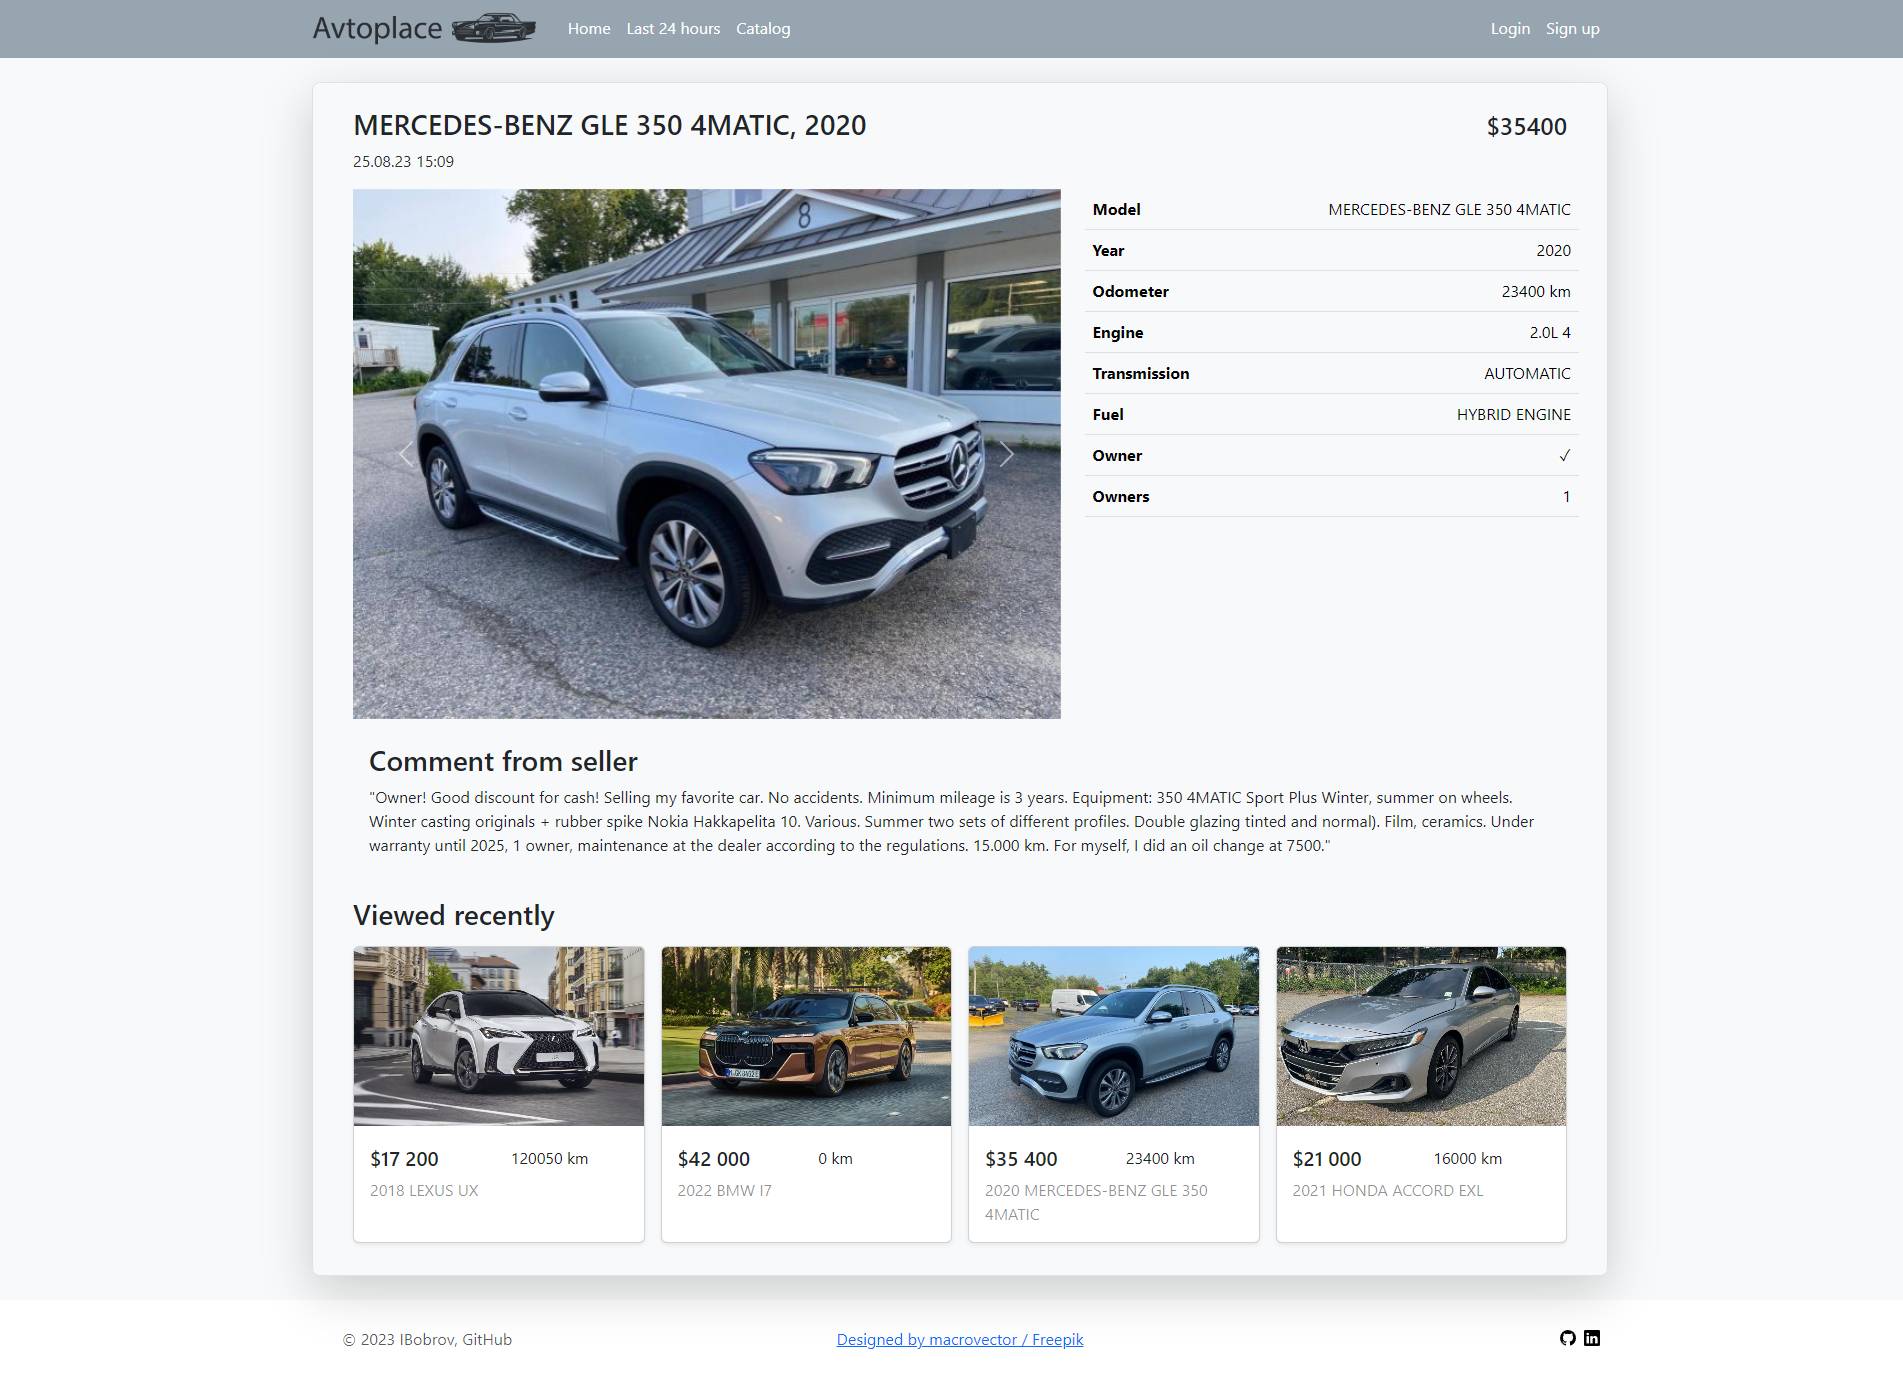 Avtoplace
Home Last 24 hours Catalog
Login Sign up
MERCEDES-BENZ GLE 350 4MATIC, 2020
$35400
25.08.23 15:09
8
Model MERCEDES-BENZ GLE 350 4MATIC
Year 2020
Odometer 23400 km
Engine 2.0L 4
Transmission AUTOMATIC
Fuel HYBRID ENGINE
Owner ✓
Owners 1
Comment from seller
"Owner! Good discount for cash! Selling my favorite car. No accidents. Minimum mileage is 3 years. Equipment: 350 4MATIC Sport Plus Winter, summer on wheels.
Winter casting originals + rubber spike Nokia Hakkapelita 10. Various. Summer two sets of different profiles. Double glazing tinted and normal). Film, ceramics. Under
warranty until 2025, 1 owner, maintenance at the dealer according to the regulations. 15.000 km. For myself, I did an oil change at 7500."
Viewed recently
$17 200 120050 km
2018 LEXUS UX
$42 000 0 km
2022 BMW I7
$35 400 23400 km
2020 MERCEDES-BENZ GLE 350
4MATIC
$21 000 16000 km
2021 HONDA ACCORD EXL
© 2023 IBobrov, GitHub
Designed by macrovector / Freepik
in